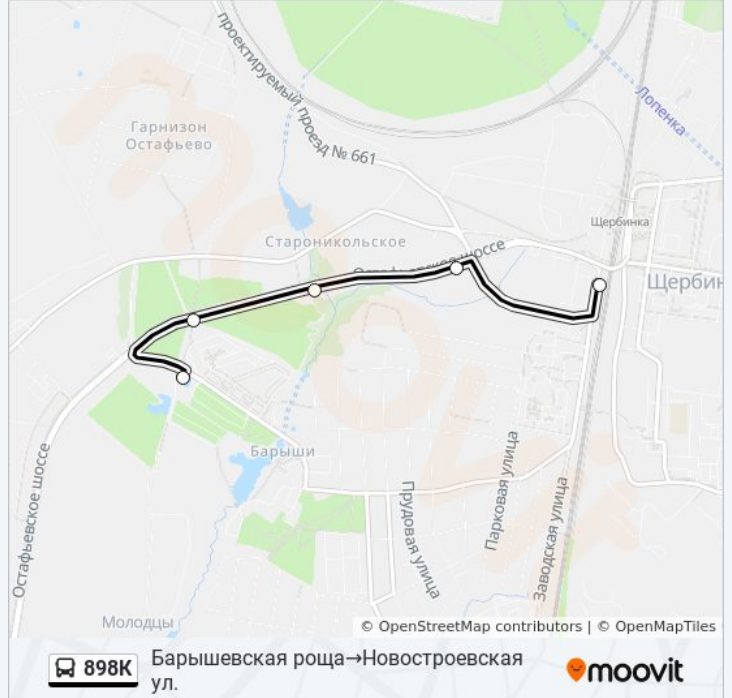 проектируемый проезд № 661
Лопенка
Гарнизон
Остафьево
Щербинка
Староникольское
шоссе
Щербин
Барыши
Остафьевское шоссе
Прудовая улица
Парковая улица
Заводская улица
Молодцы
© OpenStreetMap contributors | © OpenMapTiles
898К Барышевская роща→Новостроевская
ул.
moovit